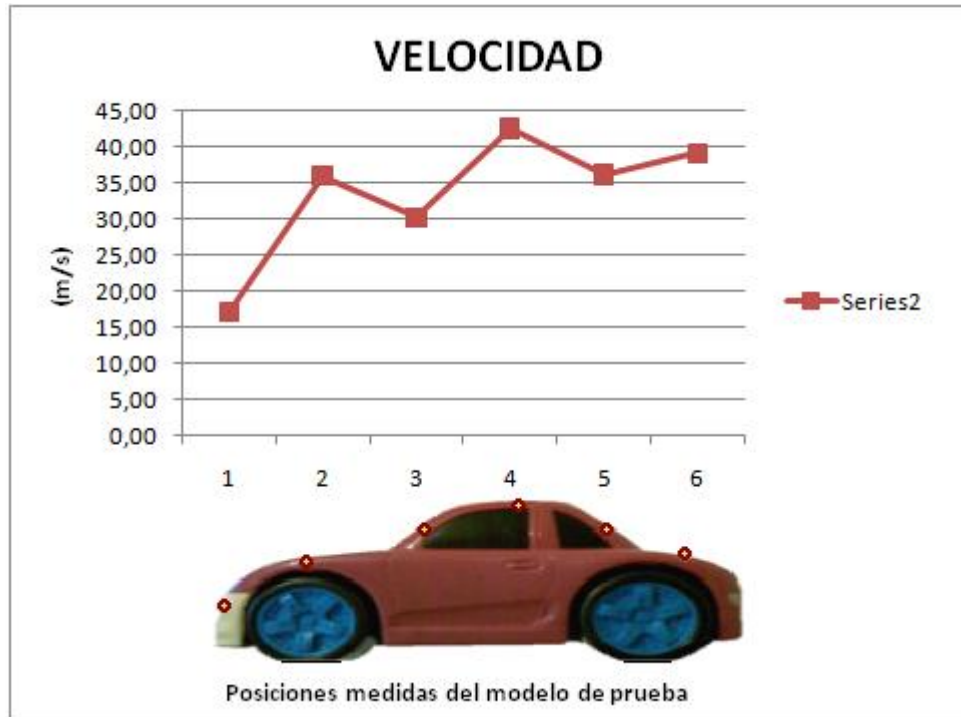 VELOCIDAD
45,00
40,00
35,00
30,00
25,00
20,00
15,00
10,00
5,00
0,00
(m/s)
Series2
1 2 3 4 5 6
Posiciones medidas del modelo de prueba